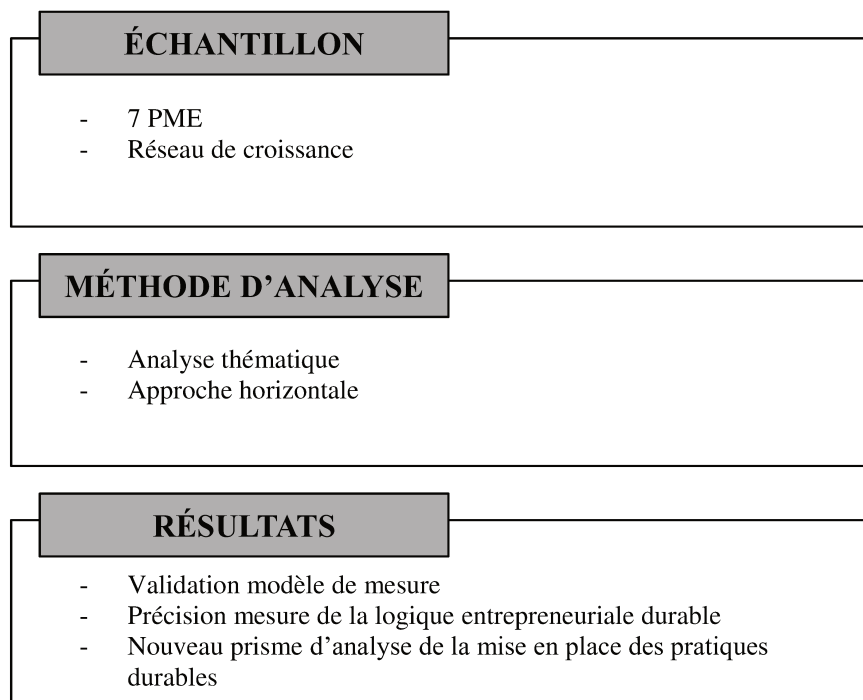 ÉCHANTILLON
- 7 PME
- Réseau de croissance
MÉTHODE D’ANALYSE
- Analyse thématique
- Approche horizontale
RÉSULTATS
- Validation modèle de mesure
- Précision mesure de la logique entrepreneuriale durable
- Nouveau prisme d’analyse de la mise en place des pratiques
durables